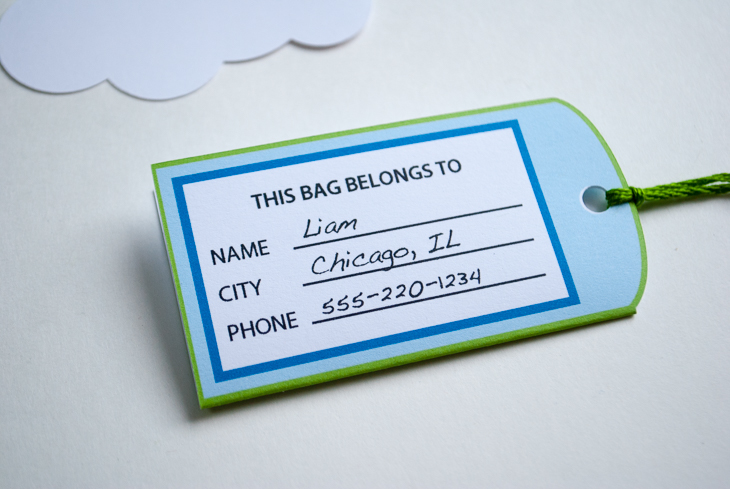 THIS BAG BELONGS TO
NAME Liam
CITY Chicago, IL
PHONE 555-220-1234